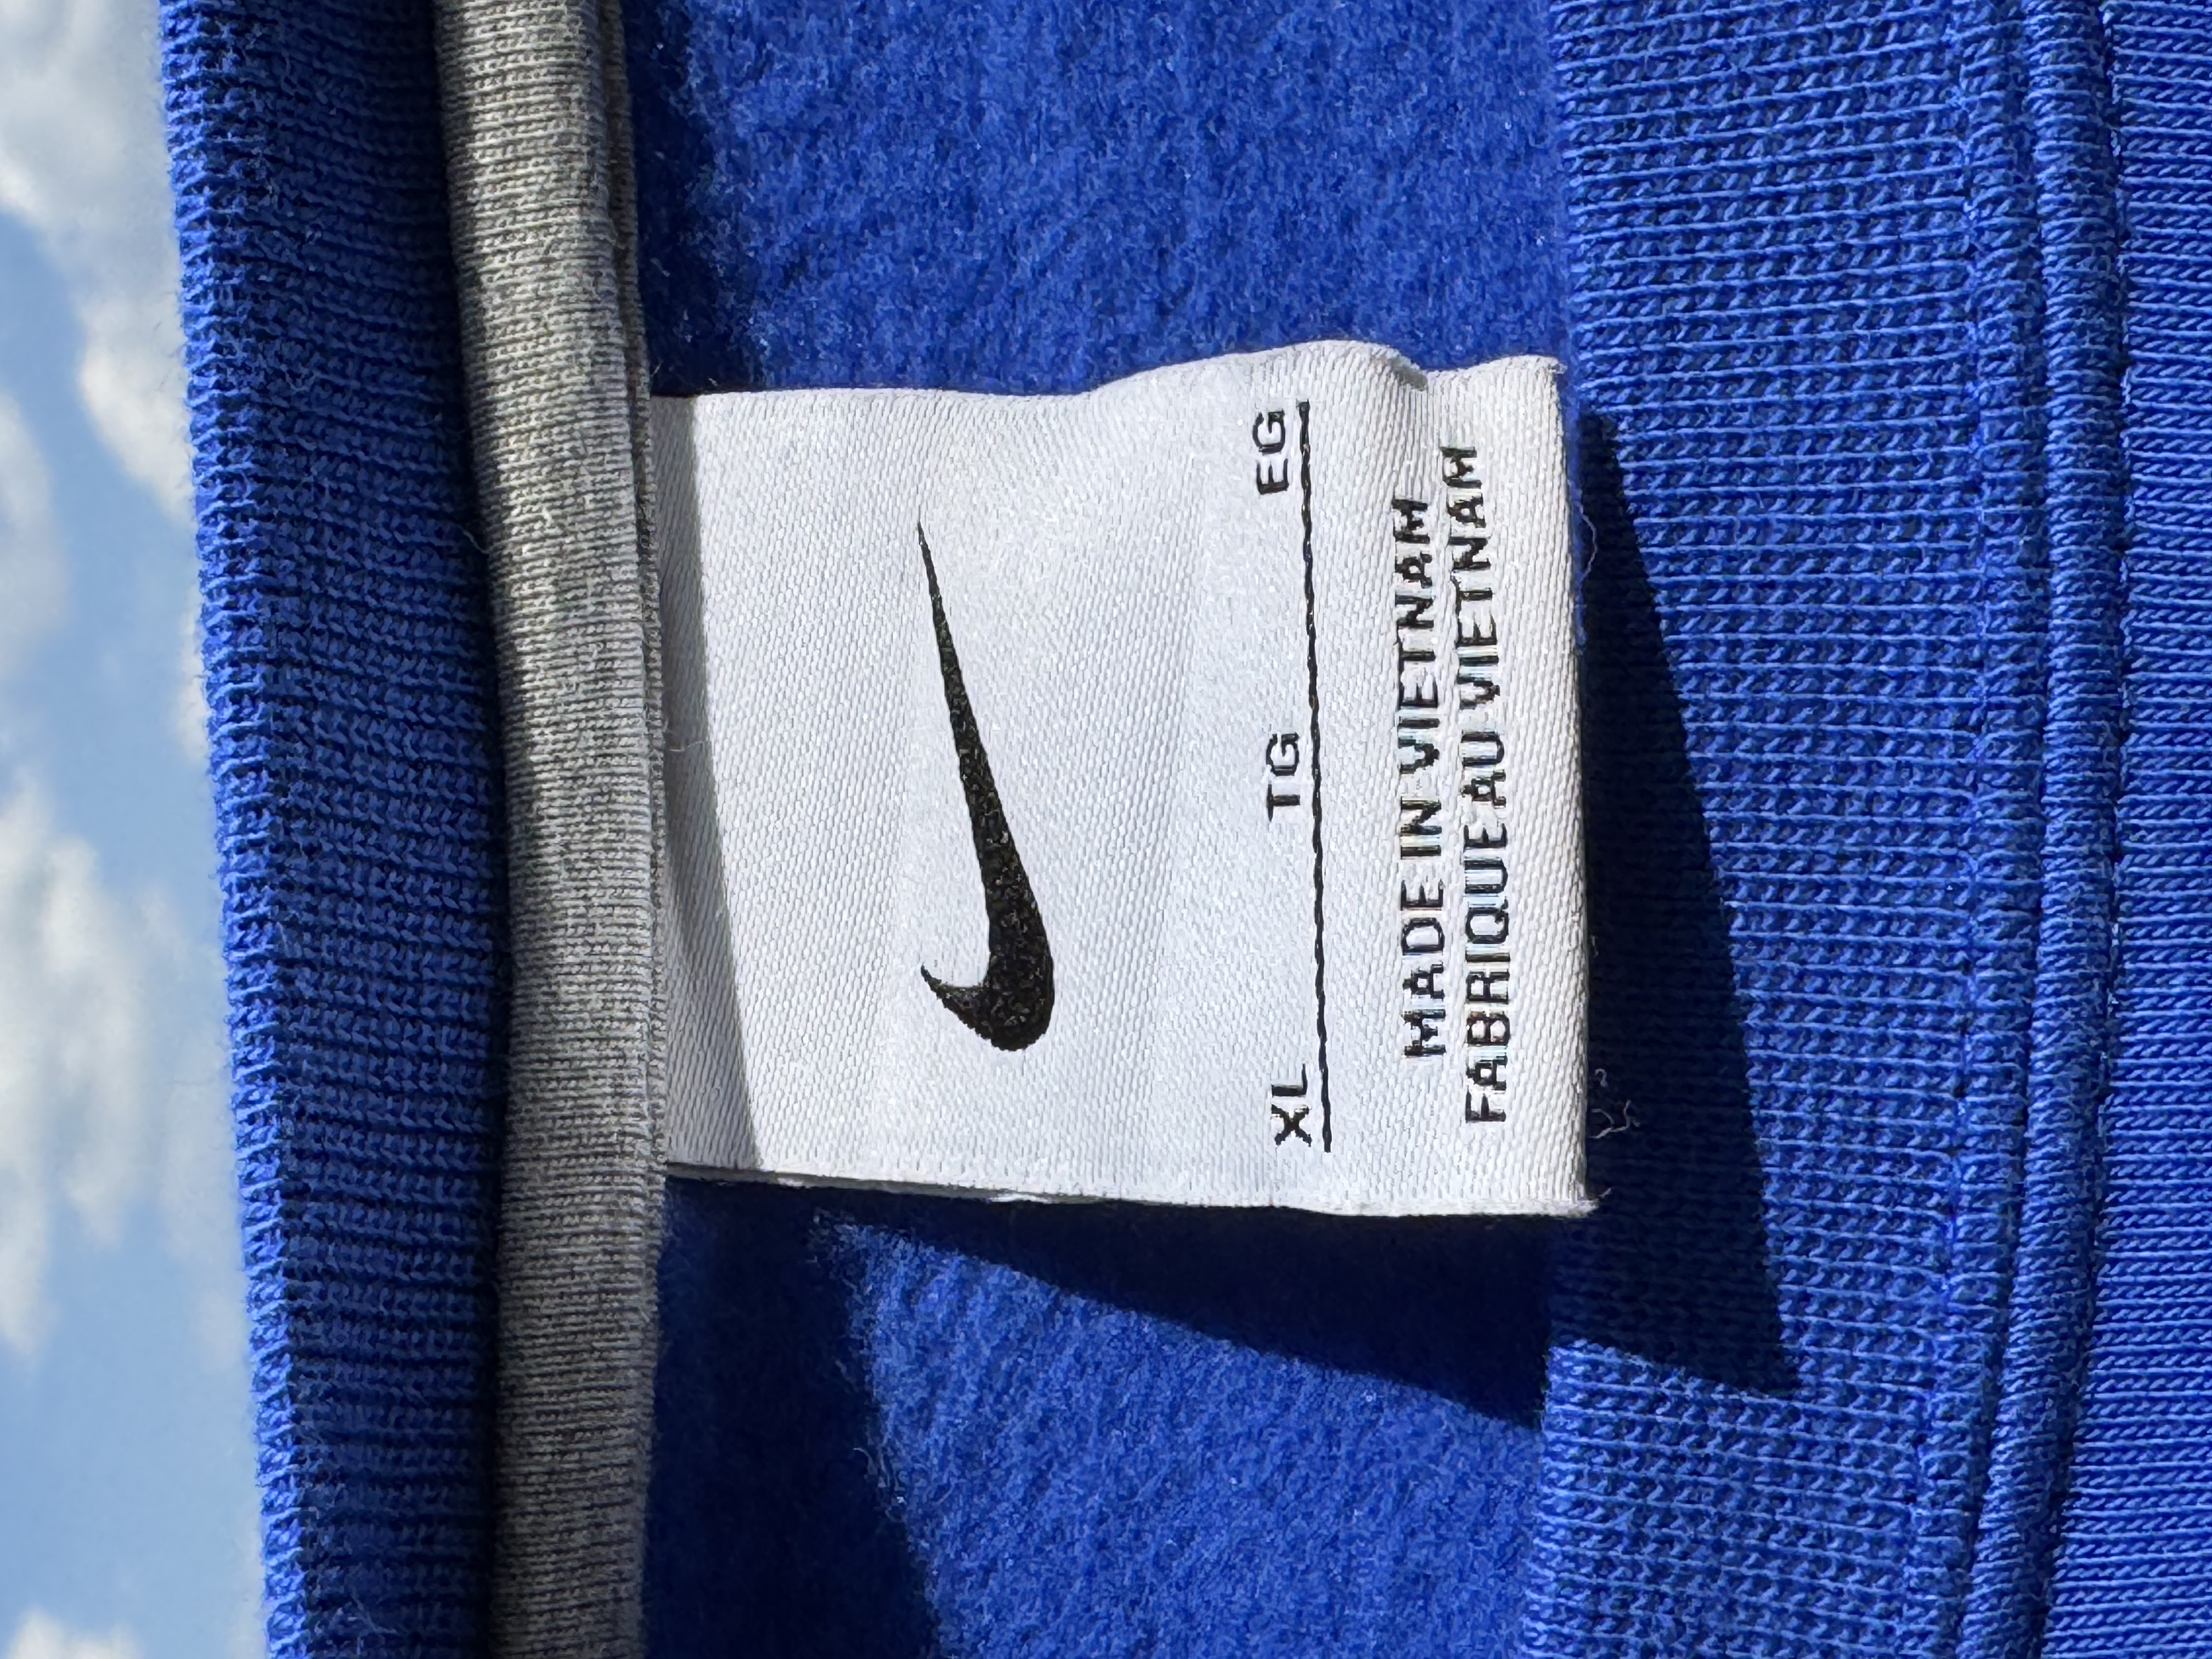 XL TG EG
MADE IN VIETNAM
FABRIQUE AU VIETNAM